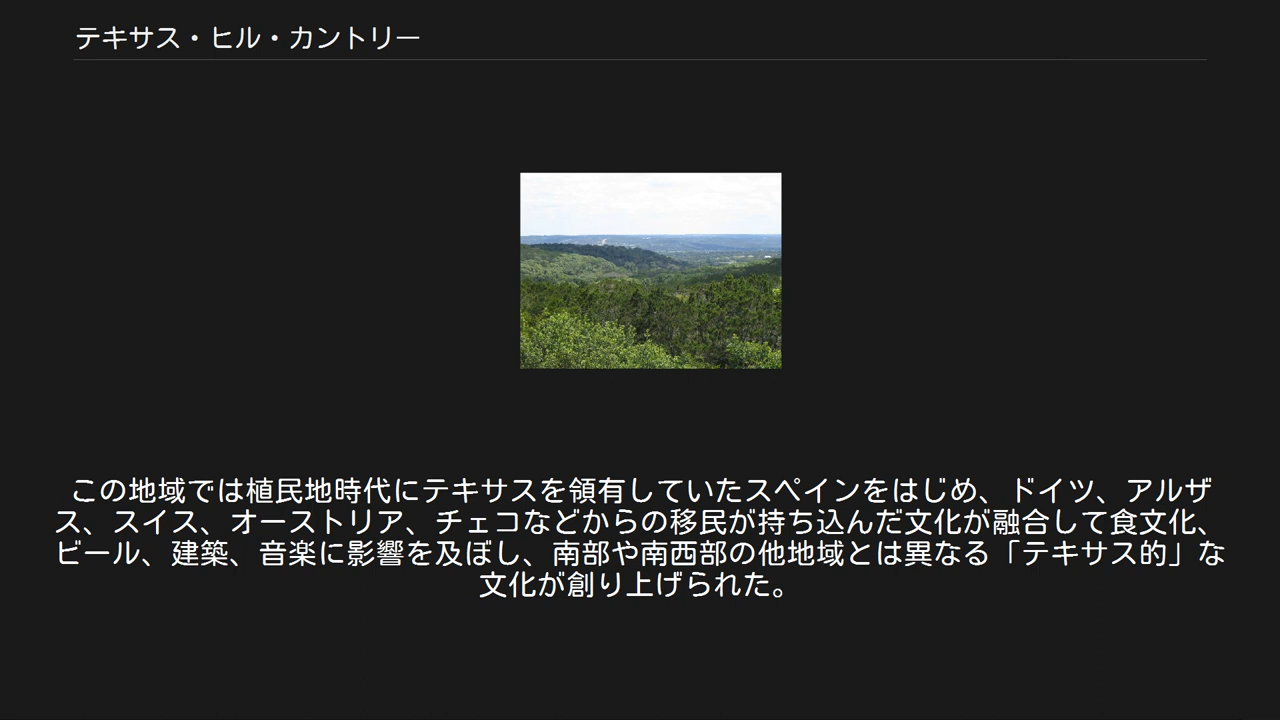 テキサス・ヒル・カントリー
この地域では植民地時代にテキサスを領有していたスペインをはじめ、ドイツ、アルザ
ス、スイス、オーストリア、チェコなどからの移民が持ち込んだ文化が融合して食文化、
ビール、建築、音楽に影響を及ぼし、南部や南西部の他地域とは異なる「テキサス的」な
文化が創り上げられた。